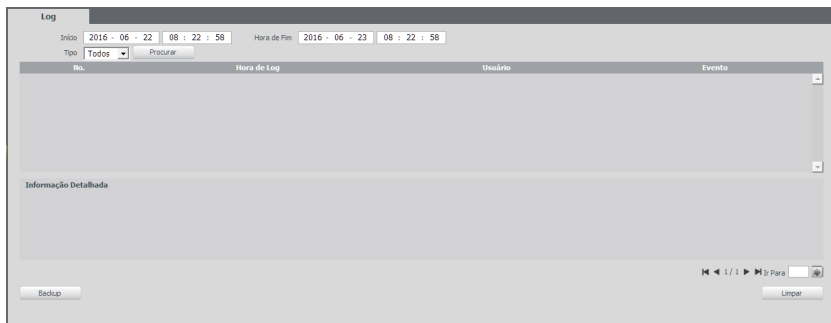 Log
Início 2016 - 06 - 22 08 : 22 : 58 Hora de Fim 2016 - 06 - 23 08 : 22 : 58
Tipo Todos Procurar
No. Hora de Log Usuário Evento
Informação Detalhada
1 / 1 Ir Para
Backup Limpar